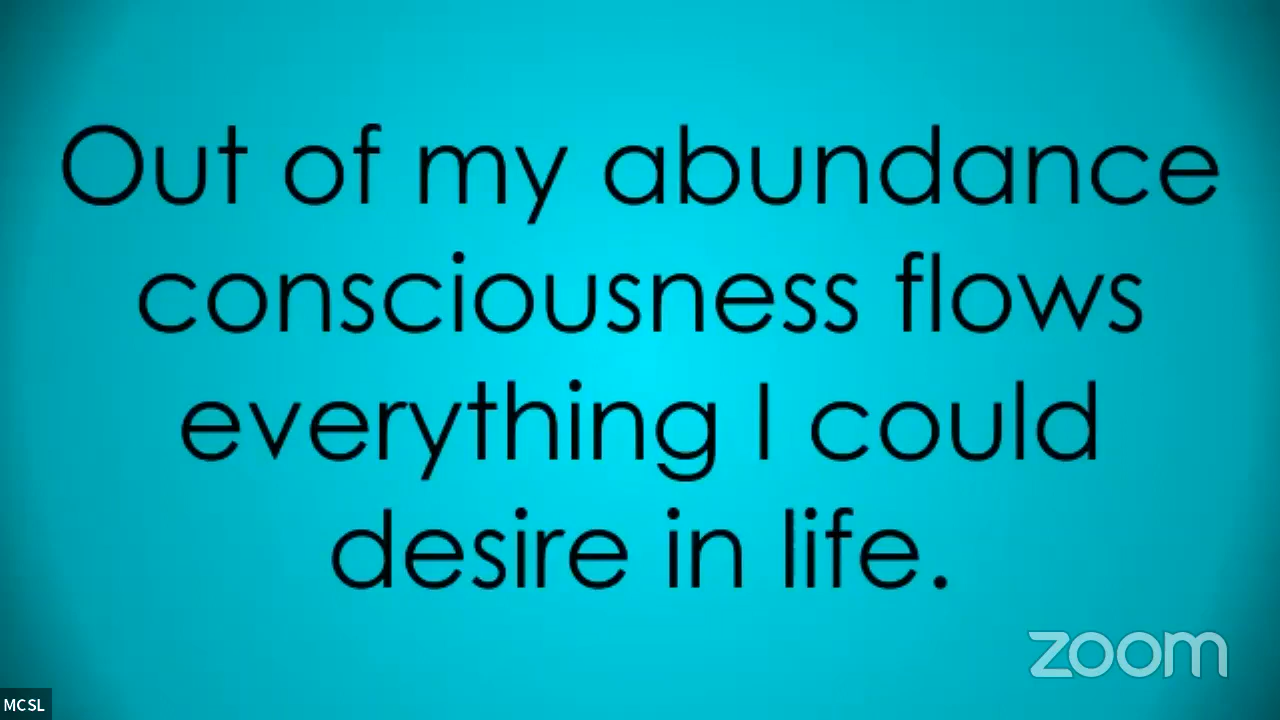 Out of my abundance
consciousness flows
everything I could
desire in life.
zoom
MCSL